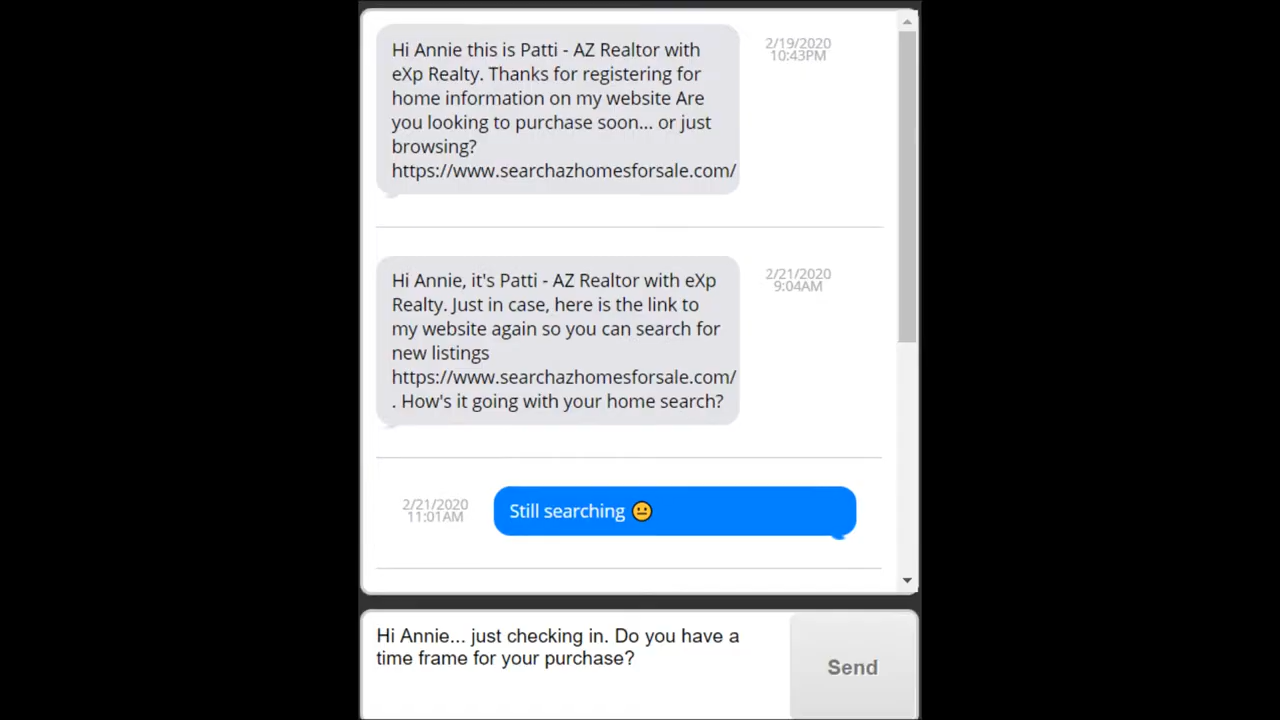 Hi Annie this is Patti - AZ Realtor with
eXp Realty. Thanks for registering for
home information on my website Are
you looking to purchase soon... or just
browsing?
https://www.searchazhomesforsale.com/
2/19/2020
10:43PM
Hi Annie, it's Patti - AZ Realtor with eXp
Realty. Just in case, here is the link to
my website again so you can search for
new listings
https://www.searchazhomesforsale.com/
. How's it going with your home search?
2/21/2020
9:04AM
2/21/2020
11:01AM
Still searching 😐
Hi Annie... just checking in. Do you have a
time frame for your purchase?
Send